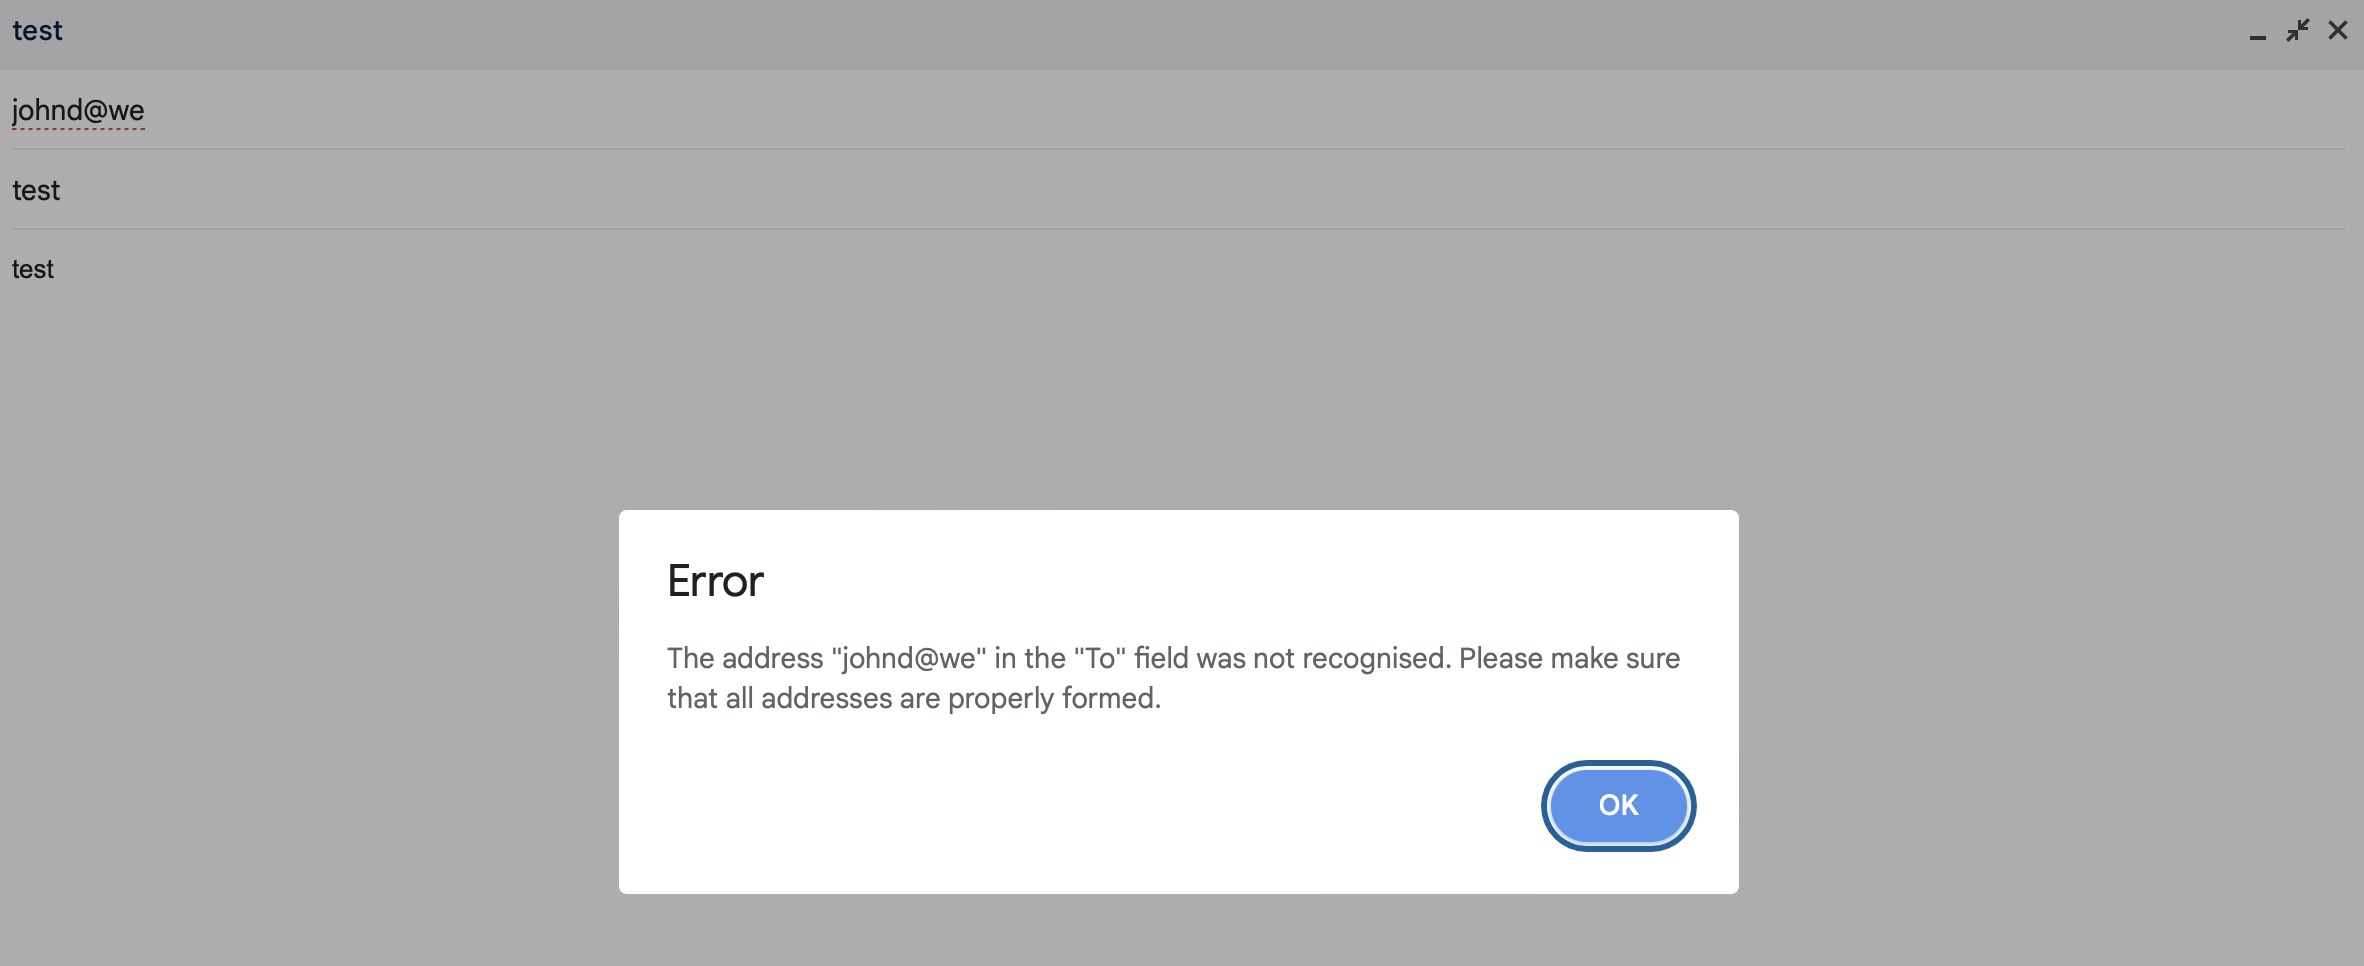 test
johnd@we
test
test
Error
The address "johnd@we" in the "To" field was not recognised. Please make sure
that all addresses are properly formed.
OK